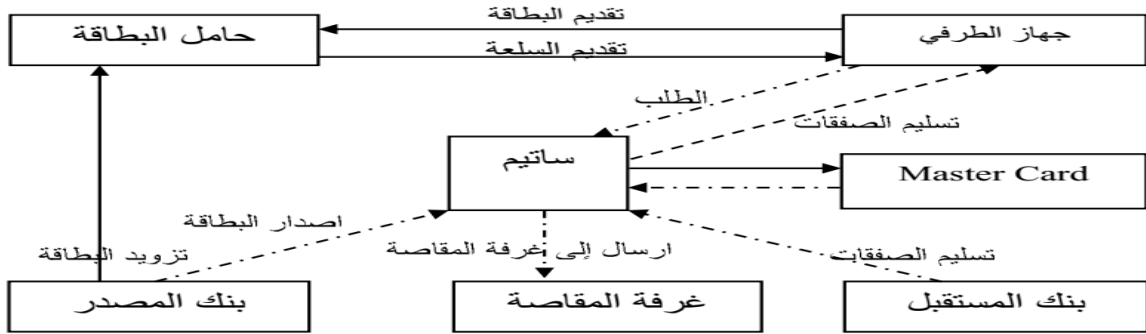 تقديم البطاقة
حامل البطاقة
جهاز الطرفي
تقديم السلعة
الطلب
تسليم الصفقات
ساتيم
Master Card
اصدار البطاقة
ارسال إلى غرفة المقاصة
تزويد البطاقة
تسليم الصفقات
بنك المصدر
غرفة المقاصة
بنك المستقبل